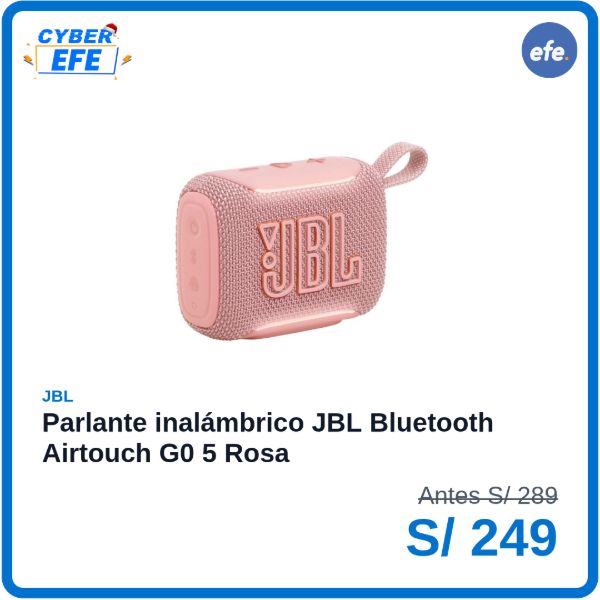 CYBER
EFE
efe.
JBL
JBL
Parlante inalámbrico JBL Bluetooth
Airtouch G0 5 Rosa
Antes S/ 289
S/ 249